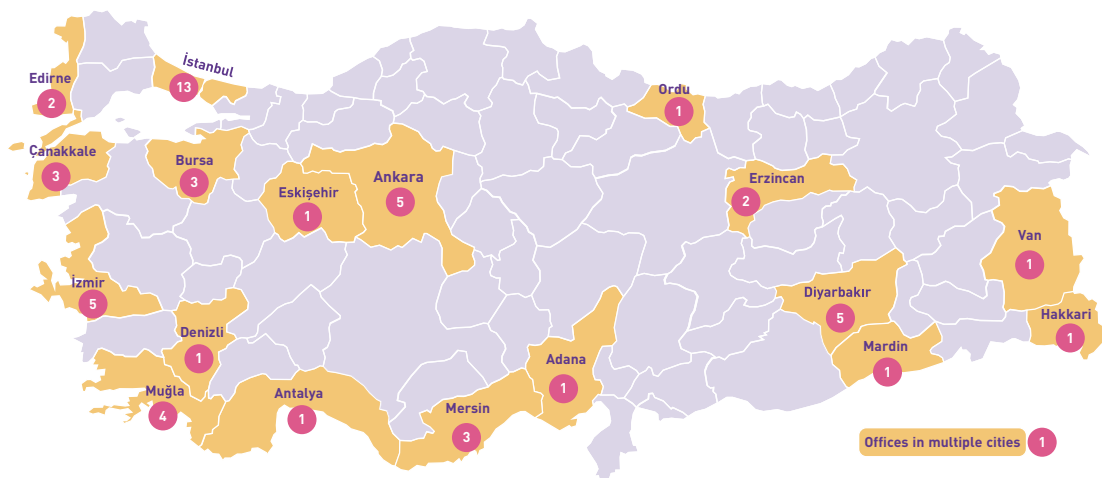 İstanbul
13
Edirne
2
Ordu
1
Çanakkale
3
Bursa
3
Ankara
5
Eskişehir
1
Erzincan
2
Van
1
İzmir
5
Diyarbakır
5
Hakkari
1
Denizli
1
Mardin
1
Adana
1
Muğla
4
Antalya
1
Mersin
3
Offices in multiple cities 1